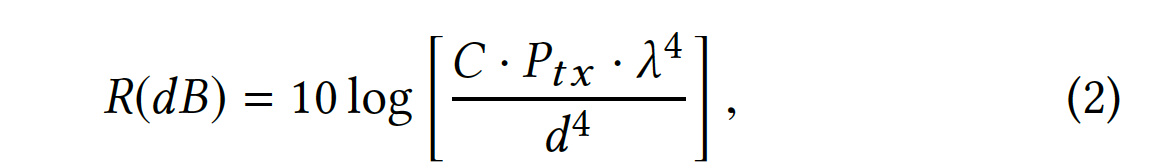 R(dB) = 10 log [ C · P_tx · λ^4 / d^4 ] , (2)